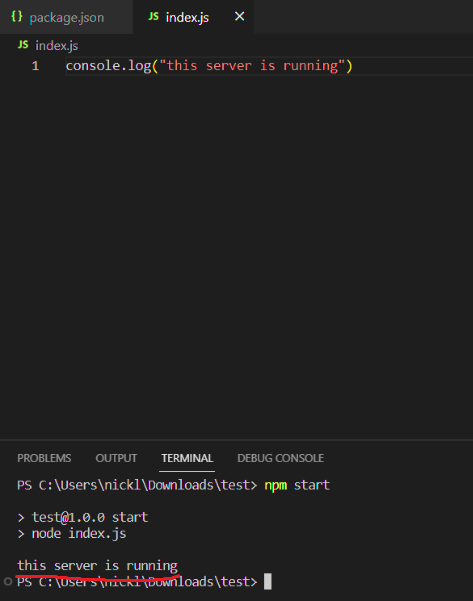 {} package.json JS index.js ×
JS index.js
1 console.log("this server is running")
PROBLEMS OUTPUT TERMINAL DEBUG CONSOLE
PS C:\Users\nickl\Downloads\test> npm start
> test@1.0.0 start
> node index.js
this server is running
PS C:\Users\nickl\Downloads\test>